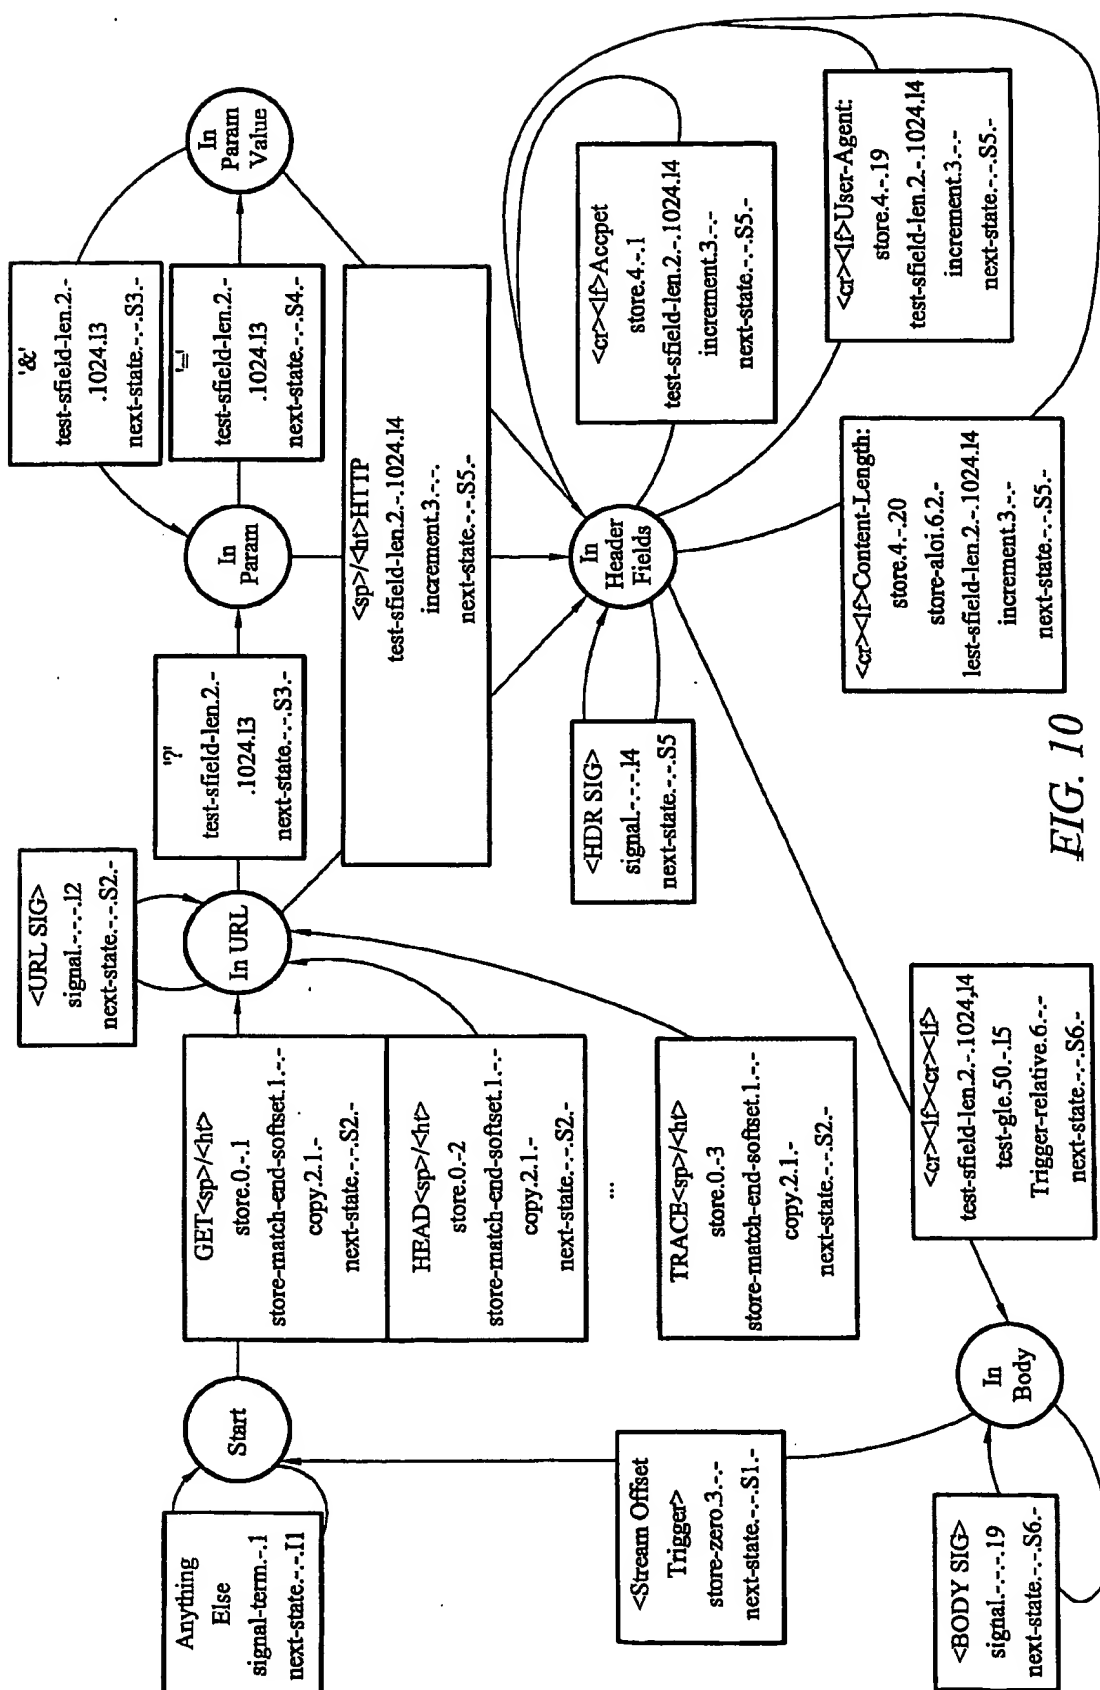 Anything
Else
signal-term.-.1
next-state.-.-.I1
Start
GET<sp>/<ht>
store.0.-.1
store-match-end-softset.1.-.-
copy.2.1.-
next-state.-.-.S2.-
HEAD<sp>/<ht>
store.0.-2
store-match-end-softset.1.-.-
copy.2.1.-
next-state.-.-.S2.-
...
TRACE<sp>/<ht>
store.0.-3
store-match-end-softset.1.-.-
copy.2.1.-
next-state.-.-.S2.-
<URL SIG>
signal.-.-.-.12
next-state.-.-.S2.-
In URL
'?'
test-sfield-len.2.-
.1024.13
next-state.-.-.S3.-
In
Param
'&'
test-sfield-len.2.-
.1024.13
next-state.-.-.S3.-
'='
test-sfield-len.2.-
.1024.13
next-state.-.-.S4.-
In
Param
Value
<sp>/<ht>HTTP
test-sfield-len.2.-.1024.14
increment.3.-.-.
next-state.-.-.S5.-
<HDR SIG>
signal.-.-.-.14
next-state.-.-.S5
In
Header
Fields
<cr><lf>Accpet
store.4.-.1
test-sfield-len.2.-.1024.14
increment.3.-.-
next-state.-.-.S5.-
<cr><lf>User-Agent:
store.4.-.19
test-sfield-len.2.-.1024.14
increment.3.-.-
next-state.-.-.S5.-
<cr><lf>Content-Length:
store.4.-.20
store-aloi.6.2.-
lest-sfield-len.2.-.1024.14
increment.3.-.-
next-state.-.-.S5.-
<Stream Offset
Trigger>
store-zero.3.-.-
next-state.-.-.S1.-
<cr><lf><cr><lf>
test-sfield-len.2.-.1024,14
test-gle.50.-.15
Trigger-relative.6.-.-
next-state.-.-.S6.-
In
Body
<BODY SIG>
signal.-.-.-.19
next-state.-.-.S6.-
FIG. 10